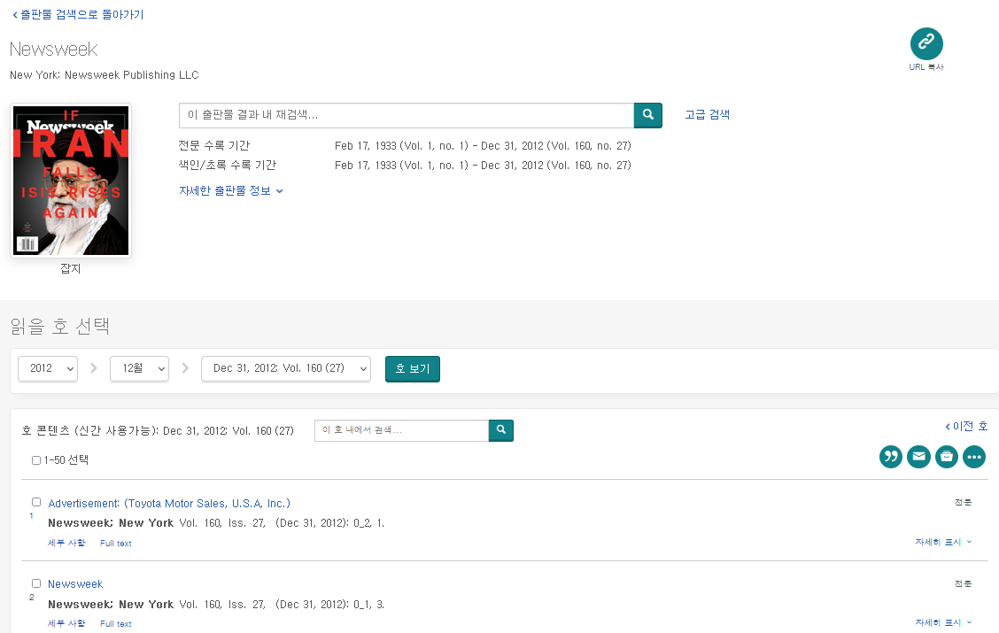 출판물 검색으로 돌아가기
Newsweek
New York: Newsweek Publishing LLC
URL 복사
IF
Newsweek
IRAN
FALLS,
ISIS RISES
AGAIN
잡지
이 출판물 결과 내 재검색...
고급 검색
전문 수록 기간 Feb 17, 1933 (Vol. 1, no. 1) - Dec 31, 2012 (Vol. 160, no. 27)
색인/초록 수록 기간 Feb 17, 1933 (Vol. 1, no. 1) - Dec 31, 2012 (Vol. 160, no. 27)
자세한 출판물 정보
읽을 호 선택
2012 12월 Dec 31, 2012; Vol. 160 (27) 호 보기
호 콘텐츠 (신간 사용가능): Dec 31, 2012; Vol. 160 (27) 이 호 내에서 검색... 이전 호
1-50 선택
Advertisement: (Toyota Motor Sales, U.S.A, Inc.) 전문
1
Newsweek; New York Vol. 160, Iss. 27, (Dec 31, 2012): 0_2, 1.
세부 사항 Full text 자세히 표시
Newsweek 전문
2
Newsweek; New York Vol. 160, Iss. 27, (Dec 31, 2012): 0_1, 3.
세부 사항 Full text 자세히 표시